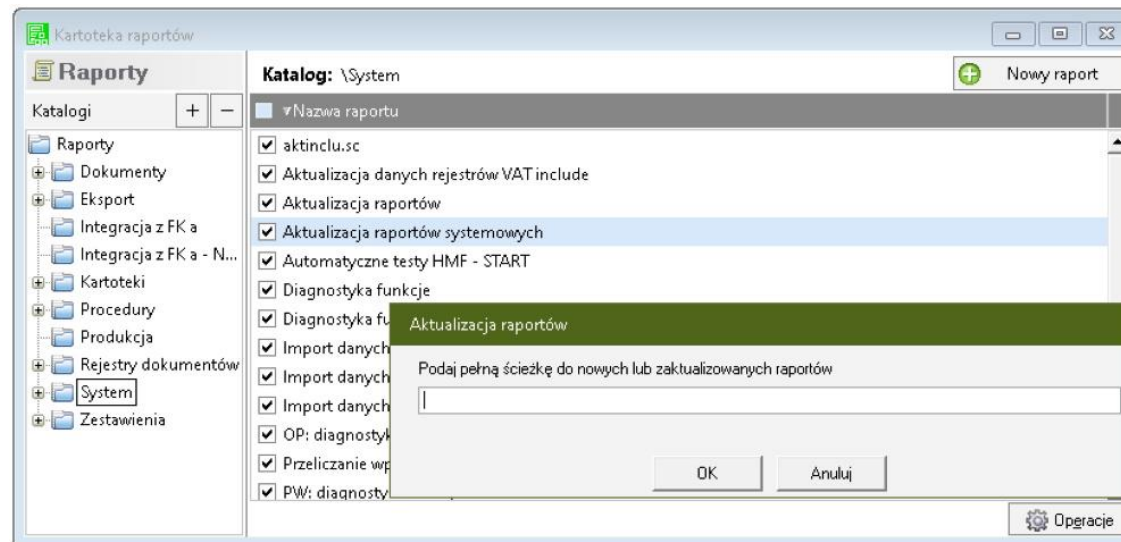 Kartoteka raportów
Raporty
Katalogi + −
Raporty
Dokumenty
Eksport
Integracja z FK a
Integracja z FK a - N...
Kartoteki
Procedury
Produkcja
Rejestry dokumentów
System
Zestawienia
Katalog: \System
Nowy raport
Nazwa raportu
aktinclu.sc
Aktualizacja danych rejestrów VAT include
Aktualizacja raportów
Aktualizacja raportów systemowych
Automatyczne testy HMF - START
Diagnostyka funkcje
Diagnostyka fu
Import danych
Import danych
Import danych
OP: diagnostyk
Przeliczanie wp
PW: diagnosty
Aktualizacja raportów
Podaj pełną ścieżkę do nowych lub zaktualizowanych raportów
OK Anuluj
Operacje